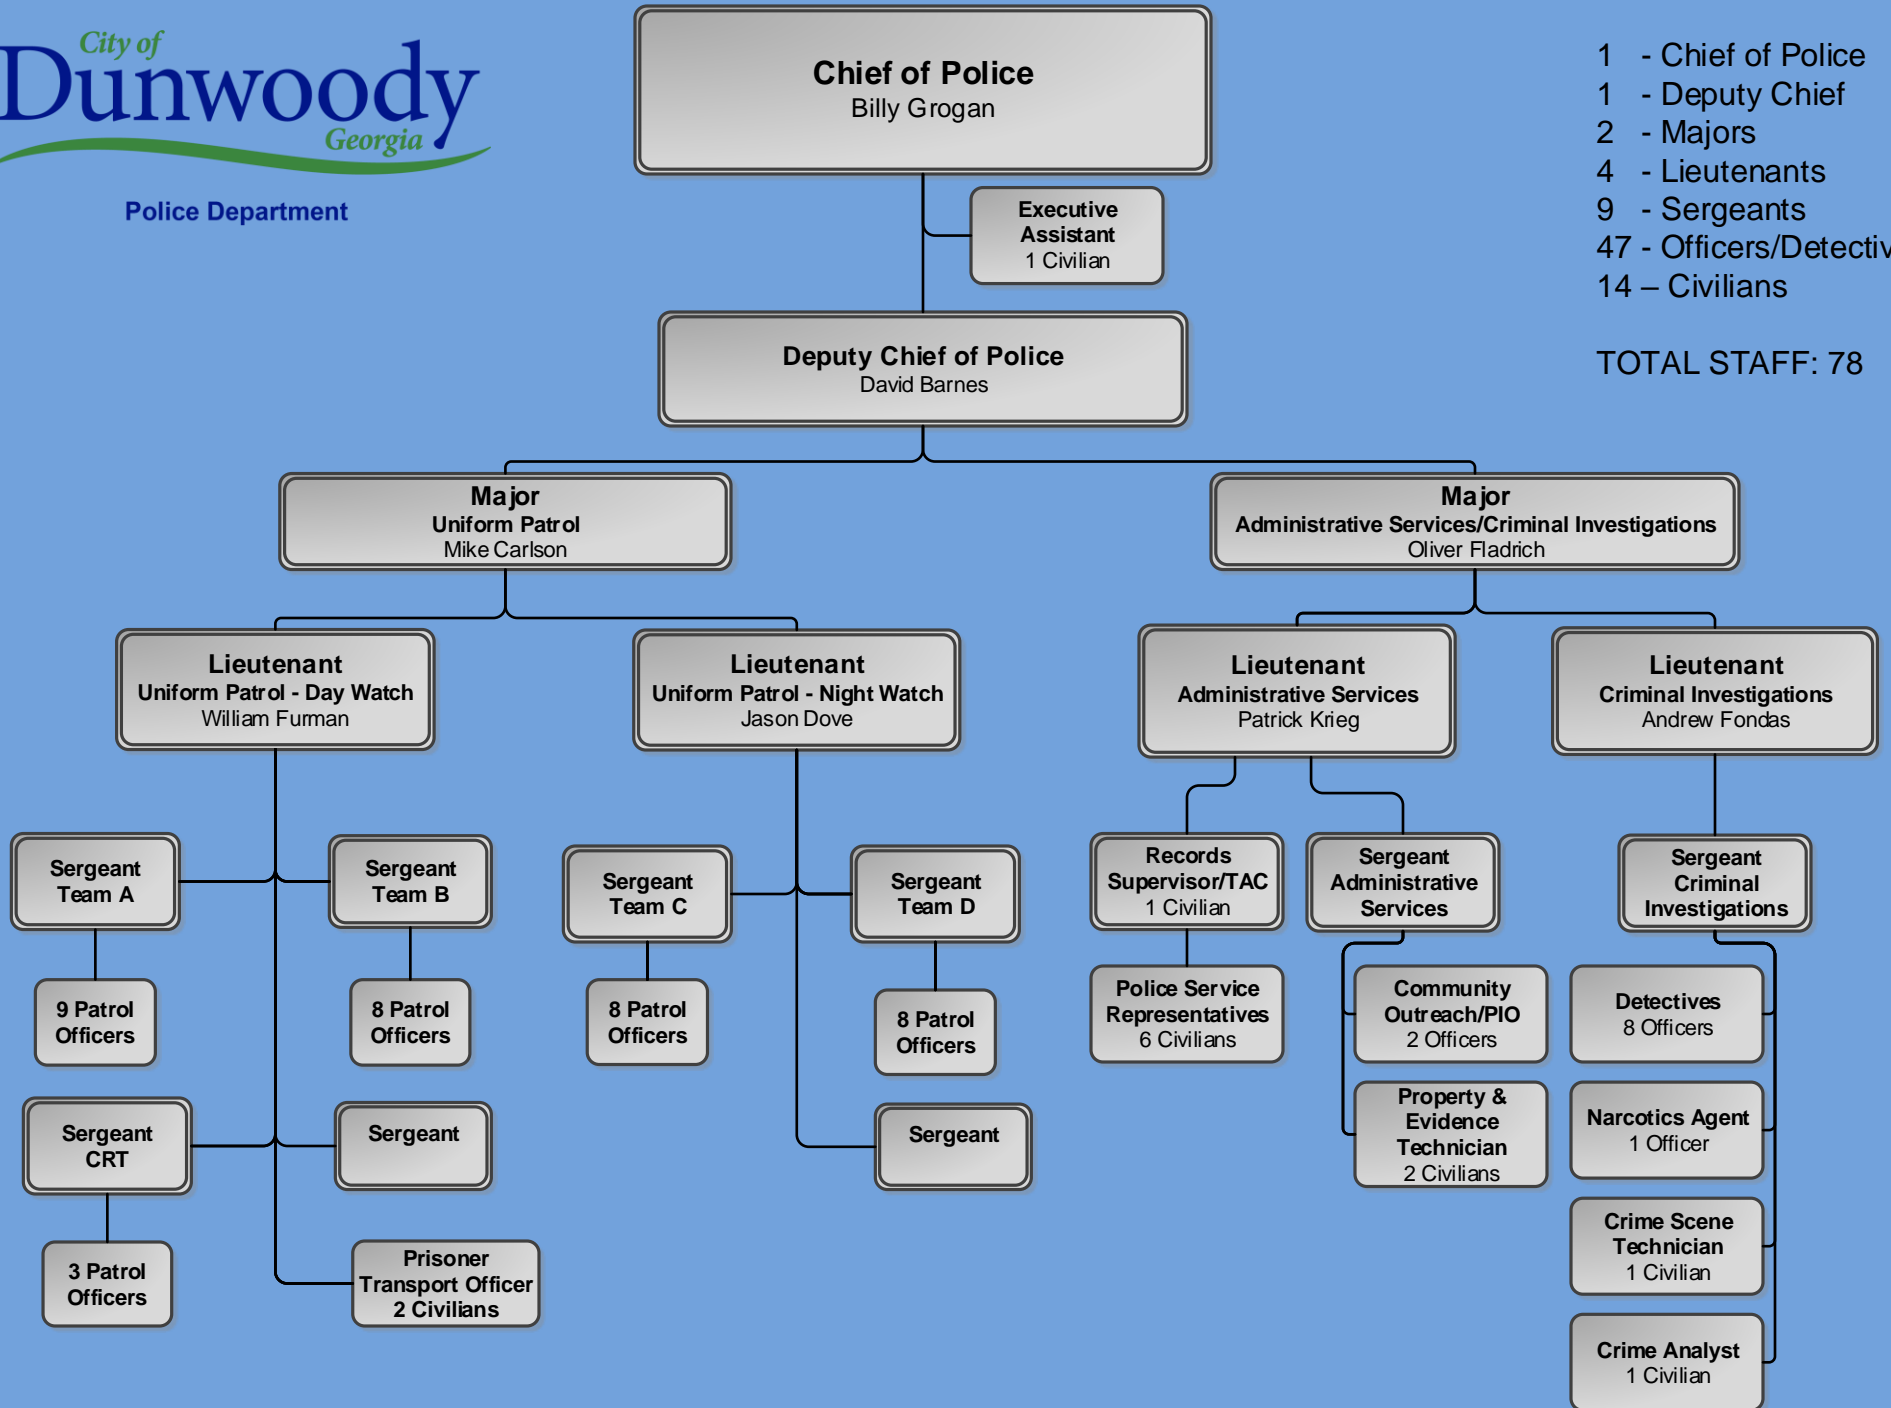 City of
Dunwoody
Georgia
Police Department
Chief of Police
Billy Grogan
1 - Chief of Police
1 - Deputy Chief
2 - Majors
4 - Lieutenants
9 - Sergeants
47 - Officers/Detectiv
14 – Civilians
TOTAL STAFF: 78
Executive
Assistant
1 Civilian
Deputy Chief of Police
David Barnes
Major
Uniform Patrol
Mike Carlson
Major
Administrative Services/Criminal Investigations
Oliver Fladrich
Lieutenant
Uniform Patrol - Day Watch
William Furman
Lieutenant
Uniform Patrol - Night Watch
Jason Dove
Lieutenant
Administrative Services
Patrick Krieg
Lieutenant
Criminal Investigations
Andrew Fondas
Sergeant
Team A
Sergeant
Team B
Sergeant
Team C
Sergeant
Team D
Records
Supervisor/TAC
1 Civilian
Sergeant
Administrative
Services
Sergeant
Criminal
Investigations
9 Patrol
Officers
8 Patrol
Officers
8 Patrol
Officers
8 Patrol
Officers
Police Service
Representatives
6 Civilians
Community
Outreach/PIO
2 Officers
Detectives
8 Officers
Sergeant
CRT
Sergeant
Sergeant
Property &
Evidence
Technician
2 Civilians
Narcotics Agent
1 Officer
3 Patrol
Officers
Prisoner
Transport Officer
2 Civilians
Crime Scene
Technician
1 Civilian
Crime Analyst
1 Civilian